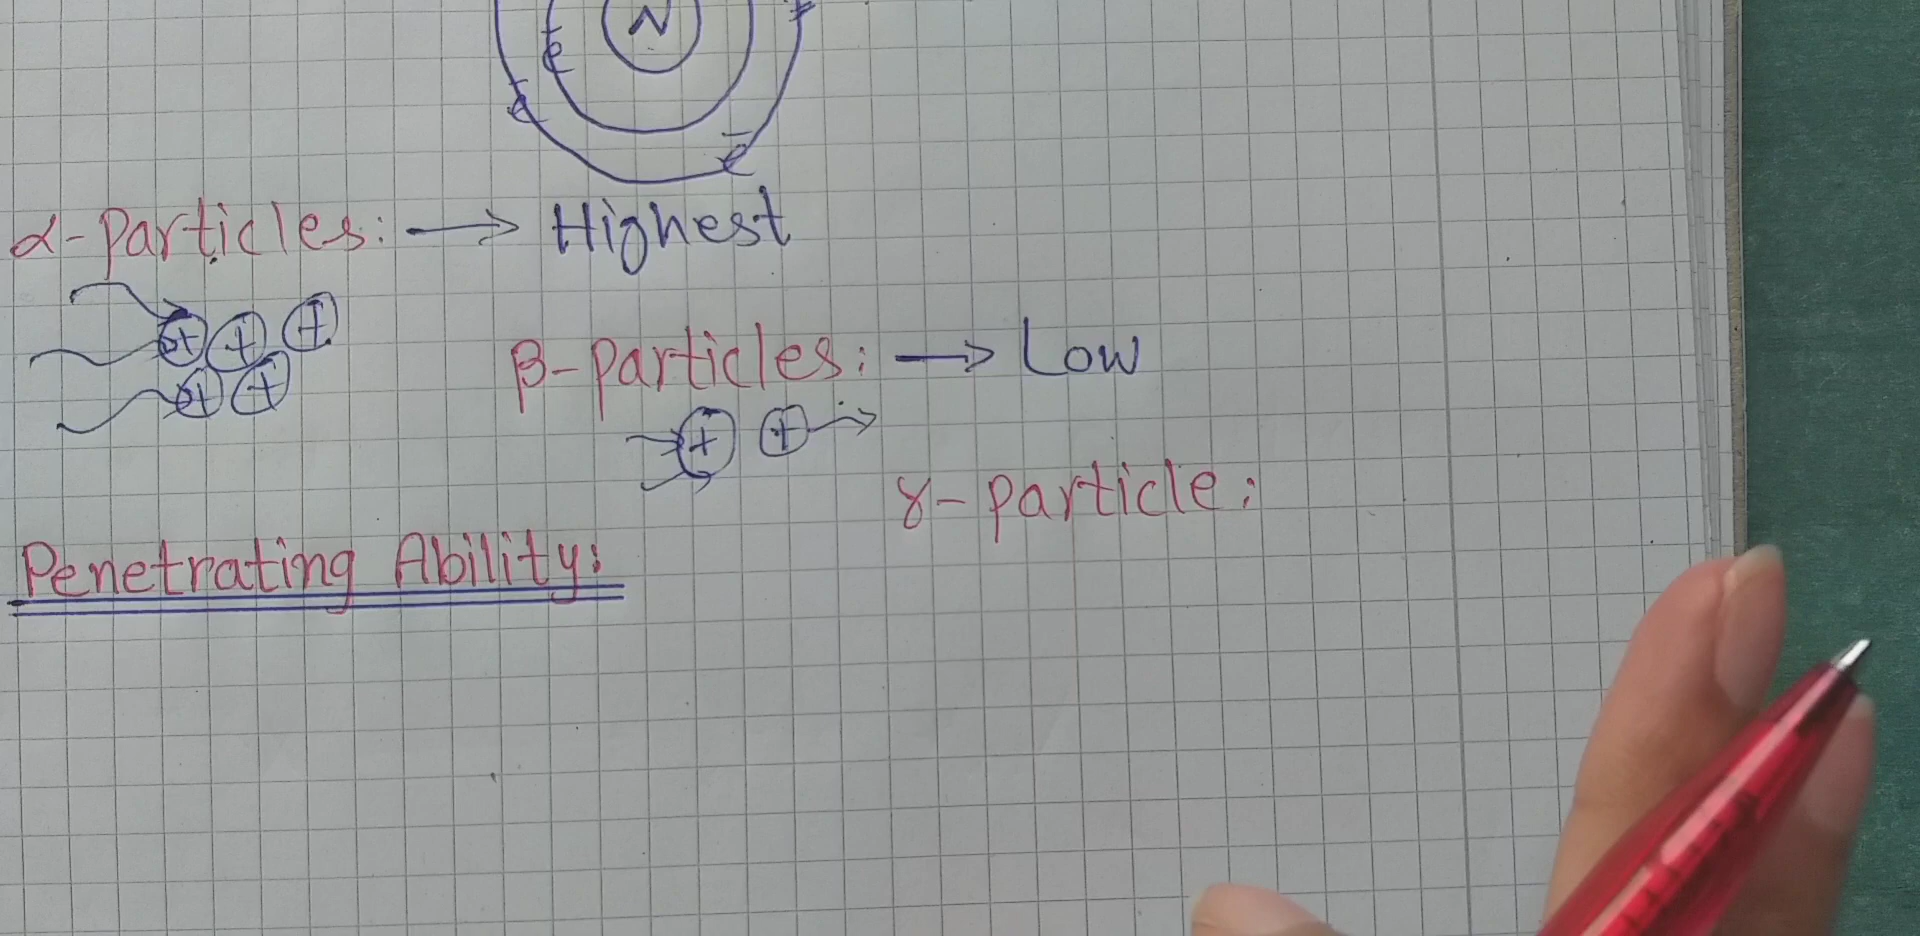 N
e
e
e
α-particles: → Highest
+ + +
+ +
β-particles: → Low
+ +
γ-particle:
Penetrating Ability: